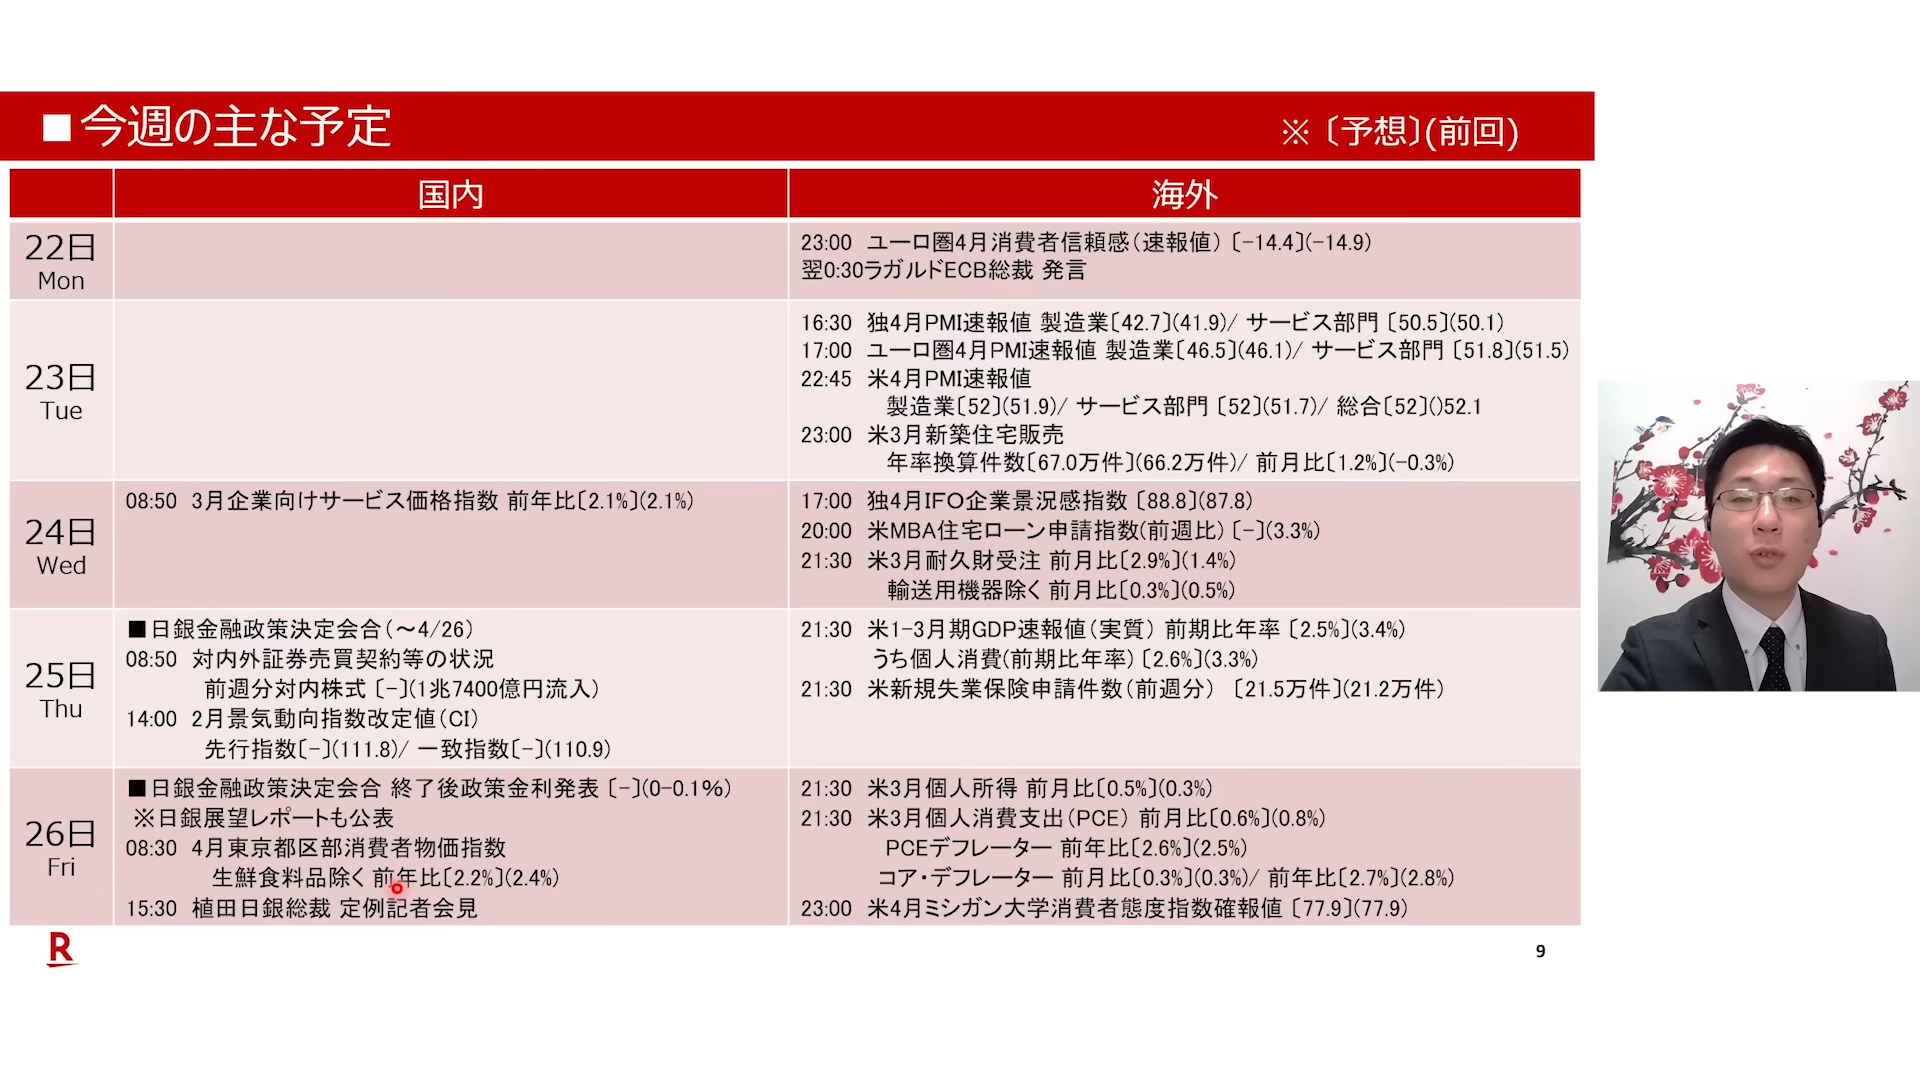 ■今週の主な予定
※〔予想〕(前回)
国内
海外
22日
Mon
23:00 ユーロ圏4月消費者信頼感（速報値）〔-14.4〕(-14.9)
翌0:30ラガルドECB総裁 発言
23日
Tue
16:30 独4月PMI速報値 製造業〔42.7〕(41.9)/ サービス部門〔50.5〕(50.1)
17:00 ユーロ圏4月PMI速報値 製造業〔46.5〕(46.1)/ サービス部門〔51.8〕(51.5)
22:45 米4月PMI速報値
製造業〔52〕(51.9)/ サービス部門〔52〕(51.7)/ 総合〔52〕()52.1
23:00 米3月新築住宅販売
年率換算件数〔67.0万件〕(66.2万件)/ 前月比〔1.2%〕(-0.3%)
24日
Wed
08:50 3月企業向けサービス価格指数 前年比〔2.1%〕(2.1%)
17:00 独4月IFO企業景況感指数〔88.8〕(87.8)
20:00 米MBA住宅ローン申請指数(前週比)〔-〕(3.3%)
21:30 米3月耐久財受注 前月比〔2.9%〕(1.4%)
輸送用機器除く 前月比〔0.3%〕(0.5%)
25日
Thu
■日銀金融政策決定会合（～4/26）
08:50 対内外証券売買契約等の状況
前週分対内株式〔-〕(1兆7400億円流入)
14:00 2月景気動向指数改定値（CI）
先行指数〔-〕(111.8)/ 一致指数〔-〕(110.9)
21:30 米1-3月期GDP速報値（実質） 前期比年率〔2.5%〕(3.4%)
うち個人消費(前期比年率)〔2.6%〕(3.3%)
21:30 米新規失業保険申請件数（前週分） 〔21.5万件〕(21.2万件)
26日
Fri
■日銀金融政策決定会合 終了後政策金利発表〔-〕(0-0.1％)
※日銀展望レポートも公表
08:30 4月東京都区部消費者物価指数
生鮮食料品除く 前年比〔2.2%〕(2.4%)
15:30 植田日銀総裁 定例記者会見
21:30 米3月個人所得 前月比〔0.5%〕(0.3%)
21:30 米3月個人消費支出（PCE） 前月比〔0.6%〕(0.8%)
PCEデフレーター 前年比〔2.6%〕(2.5%)
コア・デフレーター 前月比〔0.3%〕(0.3%)/ 前年比〔2.7%〕(2.8%)
23:00 米4月ミシガン大学消費者態度指数確報値〔77.9〕(77.9)
R
9